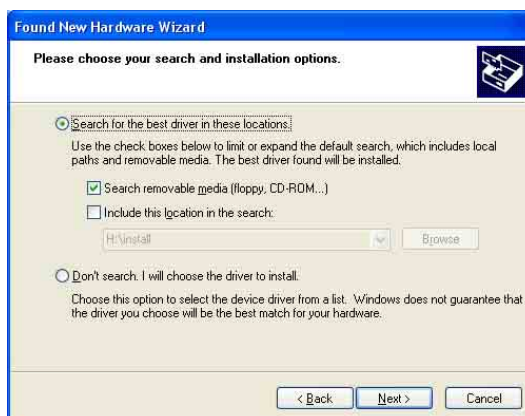 Found New Hardware Wizard
Please choose your search and installation options.
Search for the best driver in these locations.
Use the check boxes below to limit or expand the default search, which includes local
paths and removable media. The best driver found will be installed.
Search removable media (floppy, CD-ROM...)
Include this location in the search:
H:\install
Browse
Don't search. I will choose the driver to install.
Choose this option to select the device driver from a list. Windows does not guarantee that
the driver you choose will be the best match for your hardware.
< Back Next > Cancel